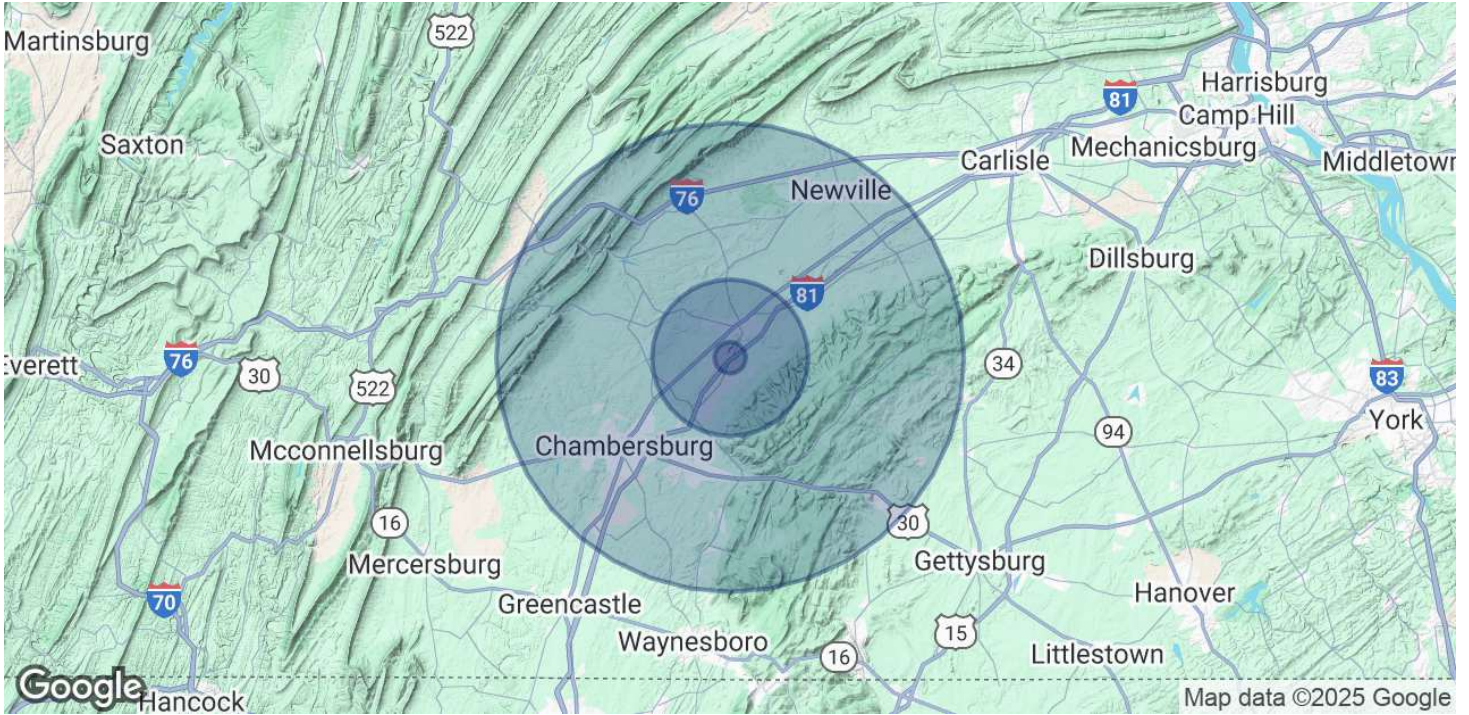 522
Martinsburg
81
Harrisburg
Camp Hill
Saxton
Mechanicsburg
Carlisle
Middletown
76
Newville
Dillsburg
81
76
Everett
30
522
34
83
York
94
Mcconnellsburg
Chambersburg
16
30
Mercersburg
Gettysburg
70
Hanover
Greencastle
Waynesboro
15
16
Littlestown
Google
Hancock
Map data ©2025 Google